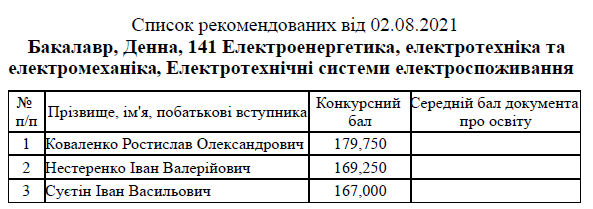 Список рекомендованих від 02.08.2021
Бакалавр, Денна, 141 Електроенергетика, електротехніка та
електромеханіка, Електротехнічні системи електроспоживання
№ п/п Прізвище, ім'я, побатькові вступника Конкурсний бал Середній бал документа про освіту
1 Коваленко Ростислав Олександрович 179,750
2 Нестеренко Іван Валерійович 169,250
3 Суєтін Іван Васильович 167,000